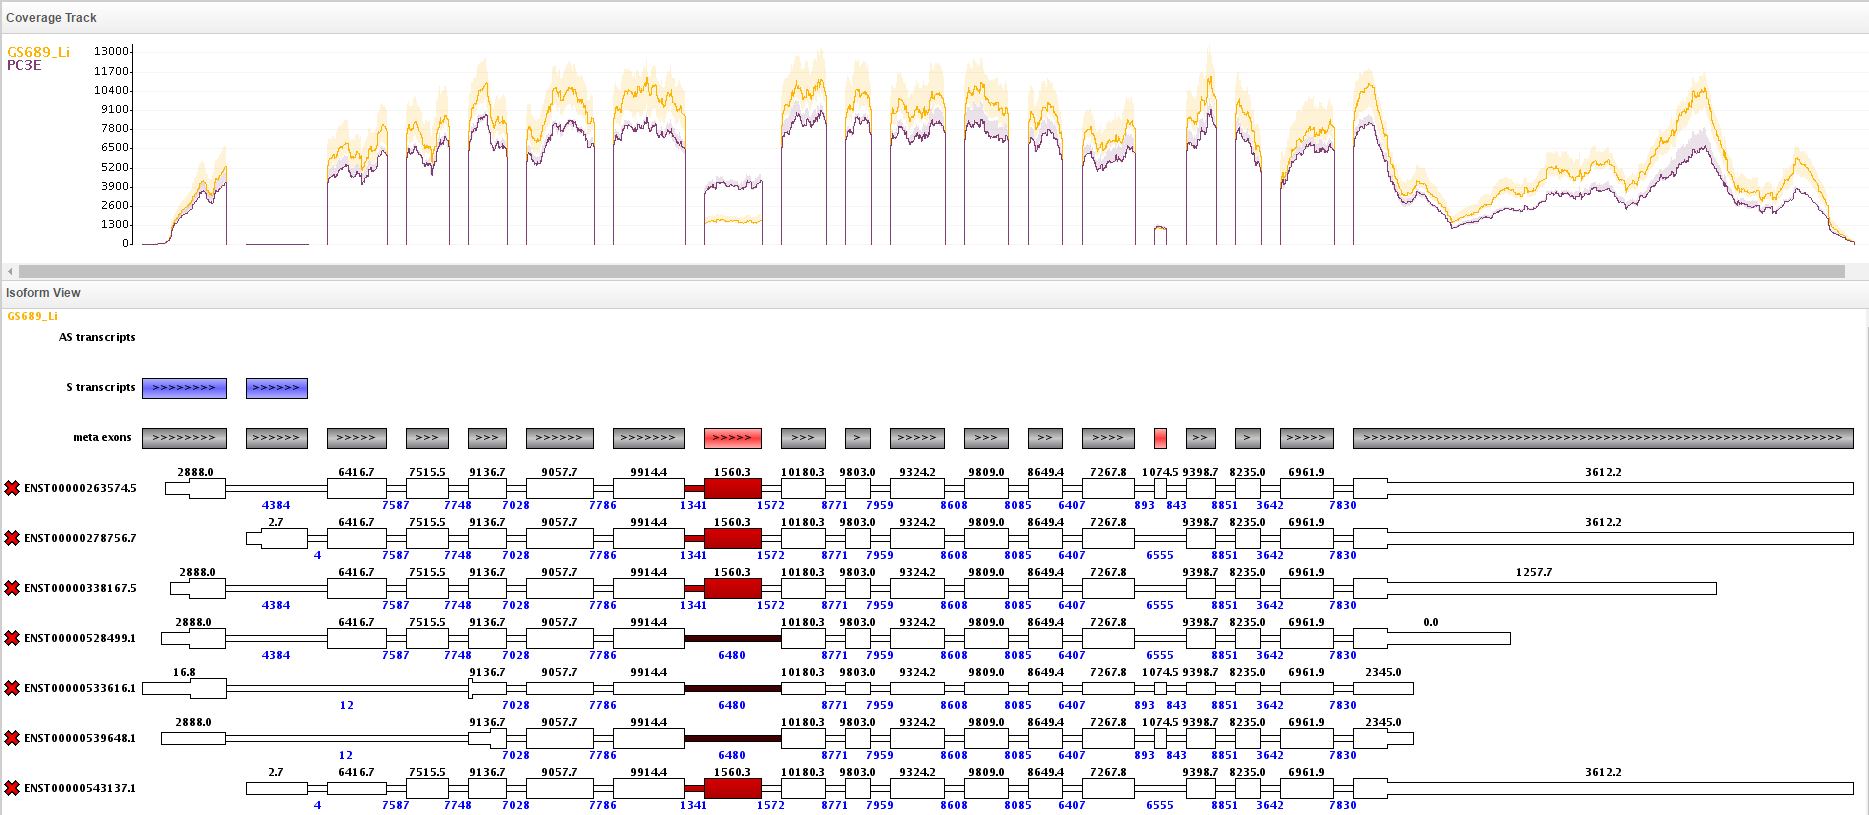 Coverage Track
GS689_Li
PC3E
13000
11700
10400
9100
7800
6500
5200
3900
2600
1300
0
Isoform View
GS689_Li
AS transcripts
S transcripts >>>>>>>> >>>>>>
meta exons >>>>>>>> >>>>>> >>>>> >>> >>> >>>>>> >>>>>>> >>>>> >>> > >>>>> >>> >> >>>> >> > >>>>>
2888.0 6416.7 7515.5 9136.7 9057.7 9914.4 1560.3 10180.3 9803.0 9324.2 9809.0 8649.4 7267.8 1074.5 9398.7 8235.0 6961.9 3612.2
ENST00000263574.5
4384 7587 7748 7028 7786 1341 1572 8771 7959 8608 8085 6407 893 843 8851 3642 7830
2.7 6416.7 7515.5 9136.7 9057.7 9914.4 1560.3 10180.3 9803.0 9324.2 9809.0 8649.4 7267.8 9398.7 8235.0 6961.9 3612.2
ENST00000278756.7
4 7587 7748 7028 7786 1341 1572 8771 7959 8608 8085 6407 6555 8851 3642 7830
2888.0 6416.7 7515.5 9136.7 9057.7 9914.4 1560.3 10180.3 9803.0 9324.2 9809.0 8649.4 7267.8 9398.7 8235.0 6961.9 1257.7
ENST00000338167.5
4384 7587 7748 7028 7786 1341 1572 8771 7959 8608 8085 6407 6555 8851 3642 7830
2888.0 6416.7 7515.5 9136.7 9057.7 9914.4 10180.3 9803.0 9324.2 9809.0 8649.4 7267.8 9398.7 8235.0 6961.9 0.0
ENST00000528499.1
4384 7587 7748 7028 7786 6480 8771 7959 8608 8085 6407 6555 8851 3642 7830
16.8 9136.7 9057.7 9914.4 10180.3 9803.0 9324.2 9809.0 8649.4 7267.8 1074.5 9398.7 8235.0 6961.9 2345.0
ENST00000533616.1
12 7028 7786 6480 8771 7959 8608 8085 6407 893 843 8851 3642 7830
2888.0 9136.7 9057.7 9914.4 10180.3 9803.0 9324.2 9809.0 8649.4 7267.8 1074.5 9398.7 8235.0 6961.9 2345.0
ENST00000539648.1
12 7028 7786 6480 8771 7959 8608 8085 6407 893 843 8851 3642 7830
2.7 6416.7 7515.5 9136.7 9057.7 9914.4 1560.3 10180.3 9803.0 9324.2 9809.0 8649.4 7267.8 9398.7 8235.0 6961.9 3612.2
ENST00000543137.1
4 7587 7748 7028 7786 1341 1572 8771 7959 8608 8085 6407 6555 8851 3642 7830